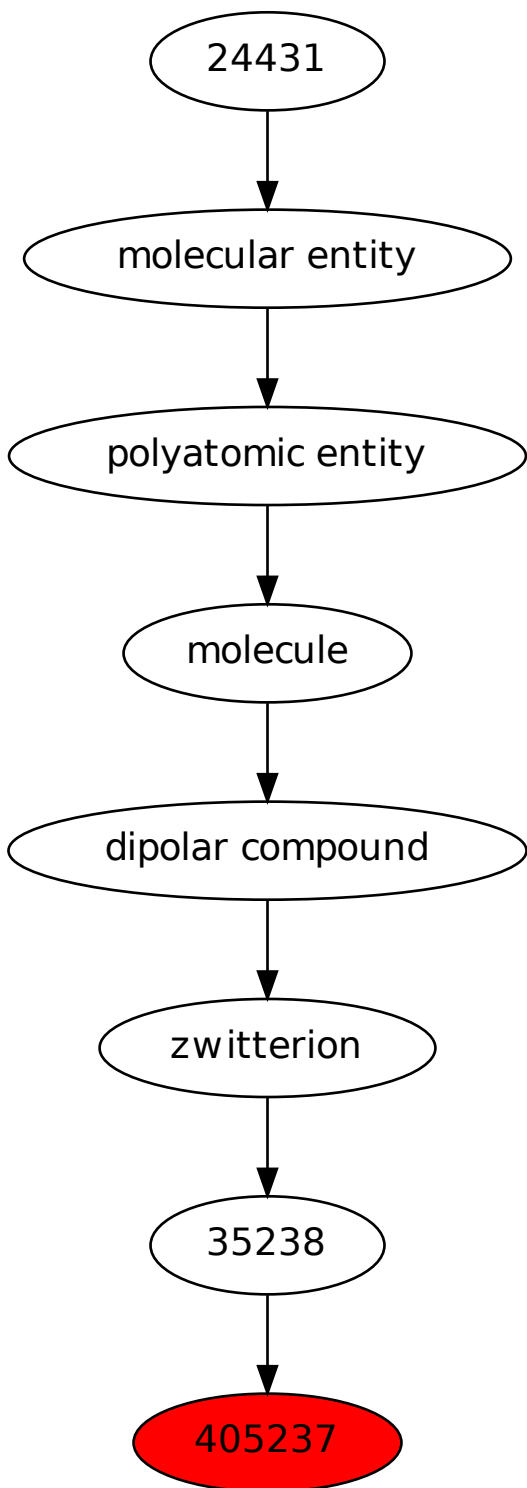 24431
molecular entity
polyatomic entity
molecule
dipolar compound
zwitterion
35238
405237